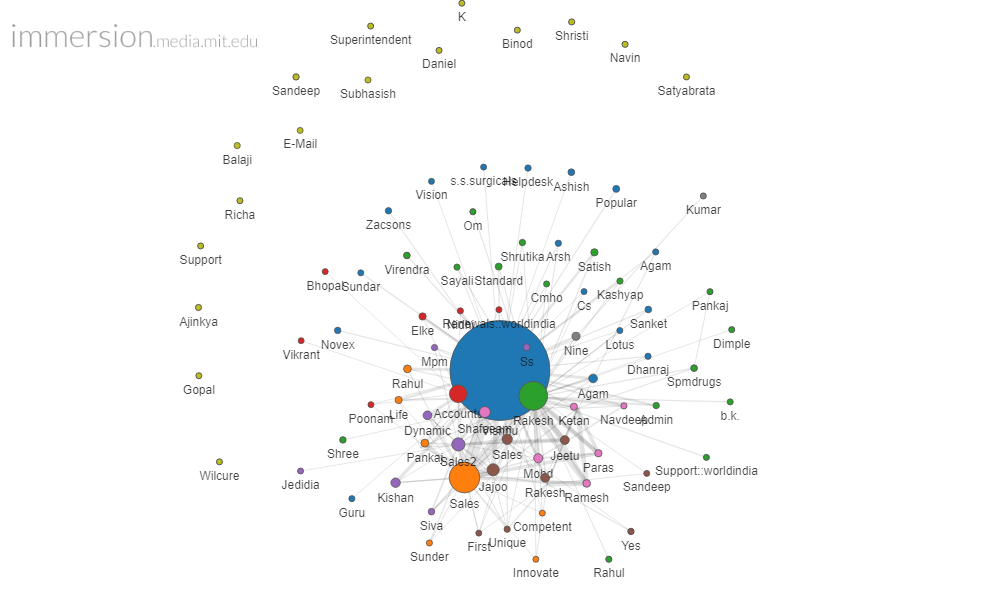 K
immersion.media.mit.edu
Superintendent
Binod
Shristi
Daniel
Navin
Sandeep
Subhasish
Satyabrata
E-Mail
Balaji
s.s.surgicals
Helpdesk
Ashish
Vision
Popular
Richa
Kumar
Zacsons
Om
Support
Shrutika
Arsh
Virendra
Satish
Agam
Sayali
Standard
Bhopal
Sundar
Kashyap
Cmho
Cs
Pankaj
Ajinkya
Renewals::worldindia
Elke
Sanket
Novex
Lotus
Dimple
Vikrant
Nine
Mpm
Ss
Dhanraj
Rahul
Spmdrugs
Gopal
Agam
Poonam
Life
Accounts
b.k.
Rakesh
Ketan
Navdeep
Admin
Dynamic
Vishnu
Shree
Pankaj
Sales
Jeetu
Sales2
Paras
Support::worldindia
Wilcure
Mohd
Jedidia
Kishan
Jajoo
Rakesh
Ramesh
Sandeep
Sales
Guru
Siva
Competent
First
Unique
Yes
Sunder
Innovate
Rahul